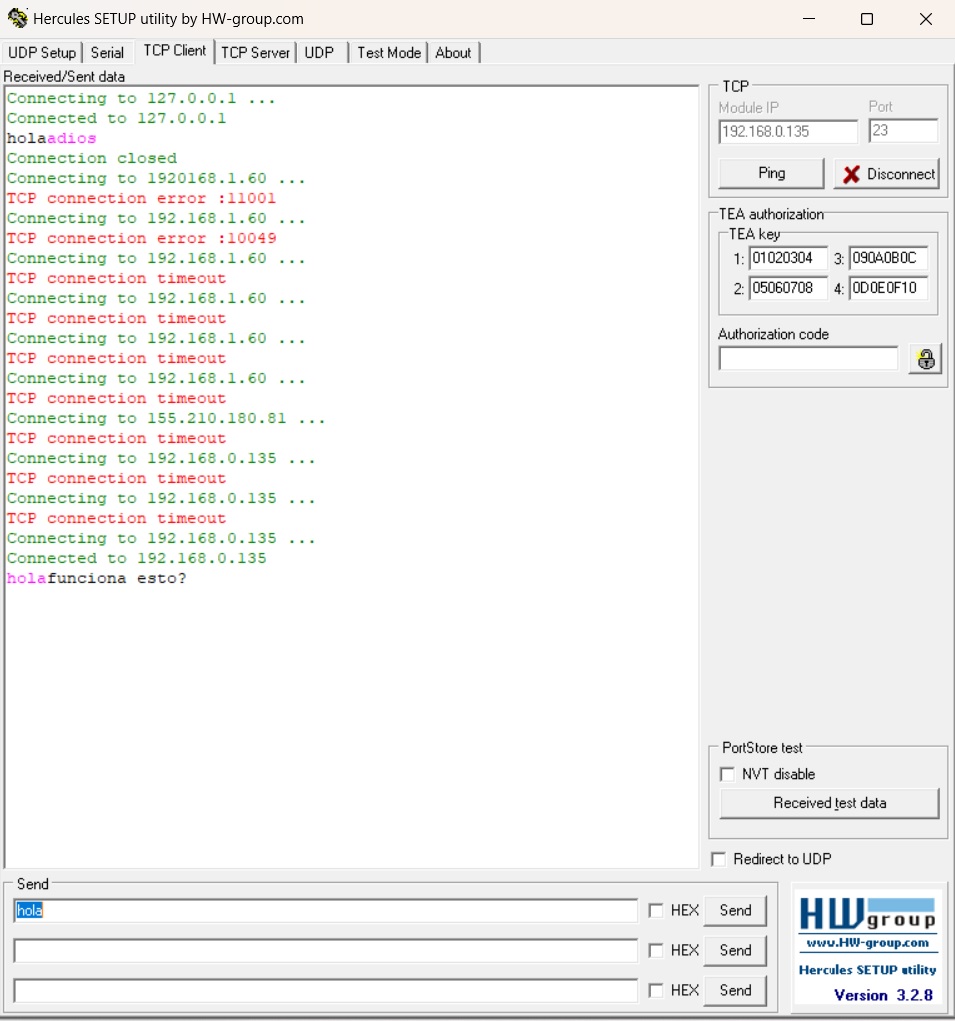 Hercules SETUP utility by HW-group.com
UDP Setup Serial TCP Client TCP Server UDP Test Mode About
Received/Sent data
Connecting to 127.0.0.1 ...
Connected to 127.0.0.1
holaadios
Connection closed
Connecting to 1920168.1.60 ...
TCP connection error :11001
Connecting to 192.168.1.60 ...
TCP connection error :10049
Connecting to 192.168.1.60 ...
TCP connection timeout
Connecting to 192.168.1.60 ...
TCP connection timeout
Connecting to 192.168.1.60 ...
TCP connection timeout
Connecting to 192.168.1.60 ...
TCP connection timeout
Connecting to 155.210.180.81 ...
TCP connection timeout
Connecting to 192.168.0.135 ...
TCP connection timeout
Connecting to 192.168.0.135 ...
TCP connection timeout
Connecting to 192.168.0.135 ...
Connected to 192.168.0.135
holafunciona esto?
TCP
Module IP Port
192.168.0.135 23
Ping Disconnect
TEA authorization
TEA key
1: 01020304 3: 090A0B0C
2: 05060708 4: 0D0E0F10
Authorization code
PortStore test
NVT disable
Received test data
Redirect to UDP
Send
hola HEX Send
HEX Send
HEX Send
HW group
www.HW-group.com
Hercules SETUP utility
Version 3.2.8